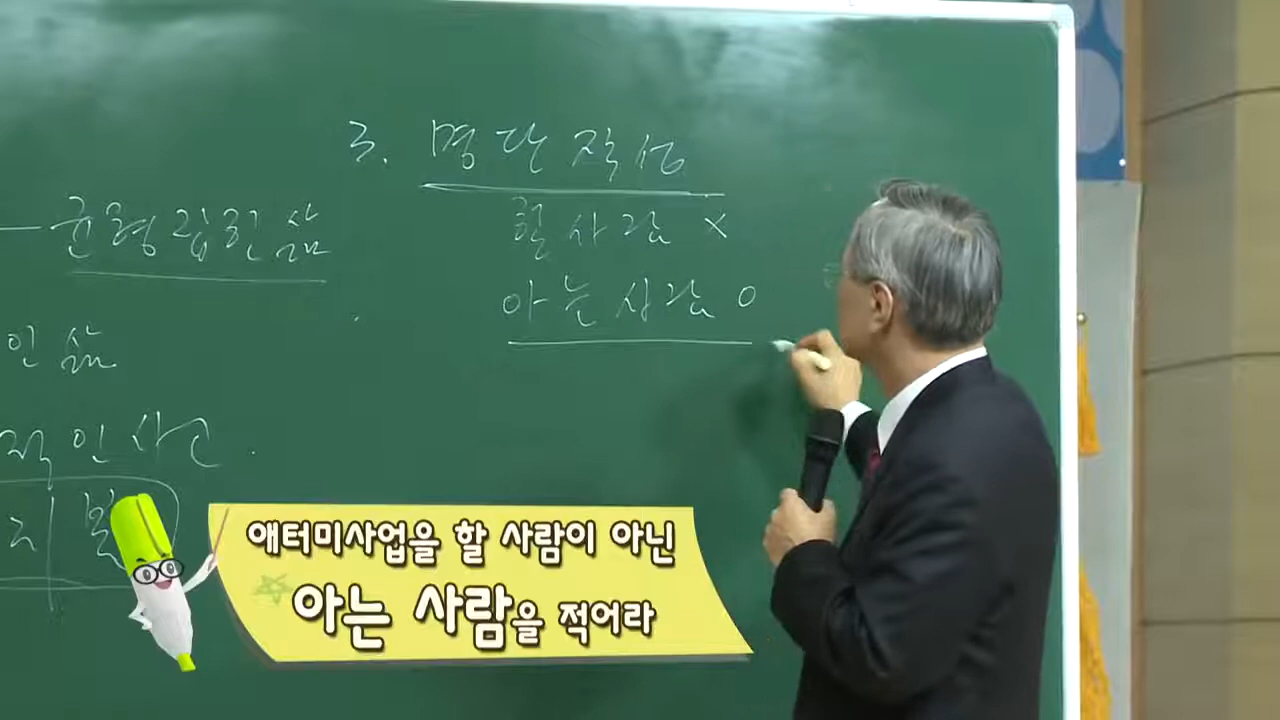 3. 명단작성
할 사람 ×
아는 사람 ○
균형잡힌 삶
인 삶
적인 사고
애터미사업을 할 사람이 아닌
아는 사람을 적어라